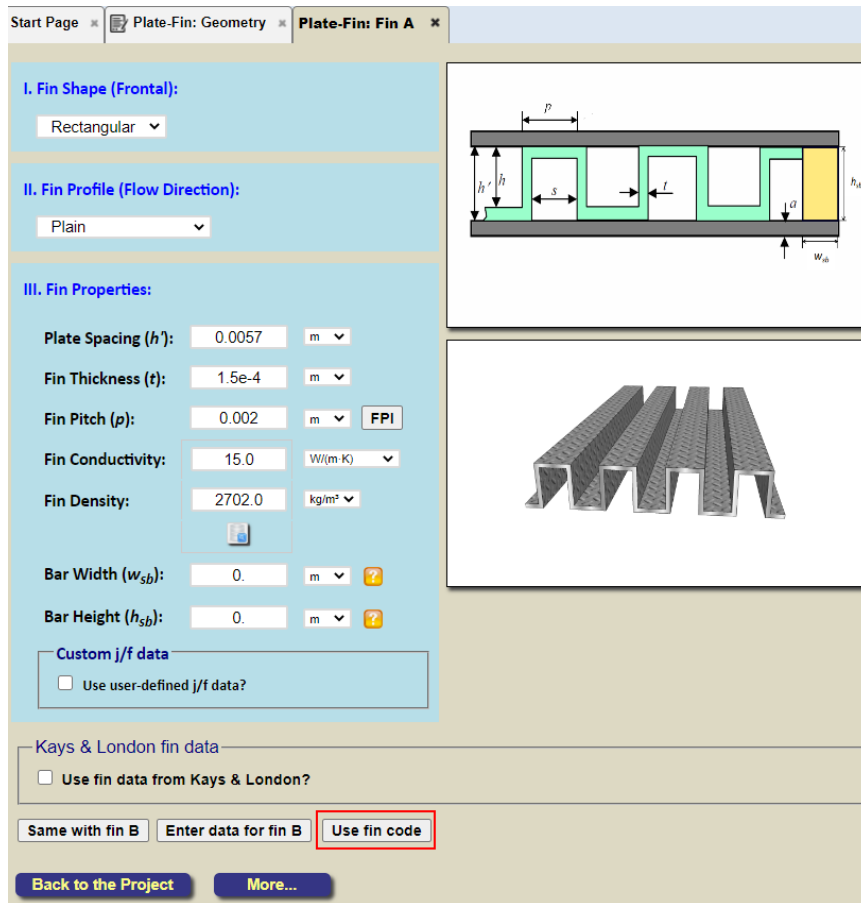 Start Page × Plate-Fin: Geometry × Plate-Fin: Fin A ×
I. Fin Shape (Frontal):
Rectangular
II. Fin Profile (Flow Direction):
Plain
III. Fin Properties:
Plate Spacing (h'): 0.0057 m
Fin Thickness (t): 1.5e-4 m
Fin Pitch (p): 0.002 m FPI
Fin Conductivity: 15.0 W/(m·K)
Fin Density: 2702.0 kg/m³
Bar Width (wsb): 0. m ?
Bar Height (hsb): 0. m ?
Custom j/f data
Use user-defined j/f data?
p
h' h s t a
wsb
Kays & London fin data
Use fin data from Kays & London?
Same with fin B Enter data for fin B Use fin code
Back to the Project More...